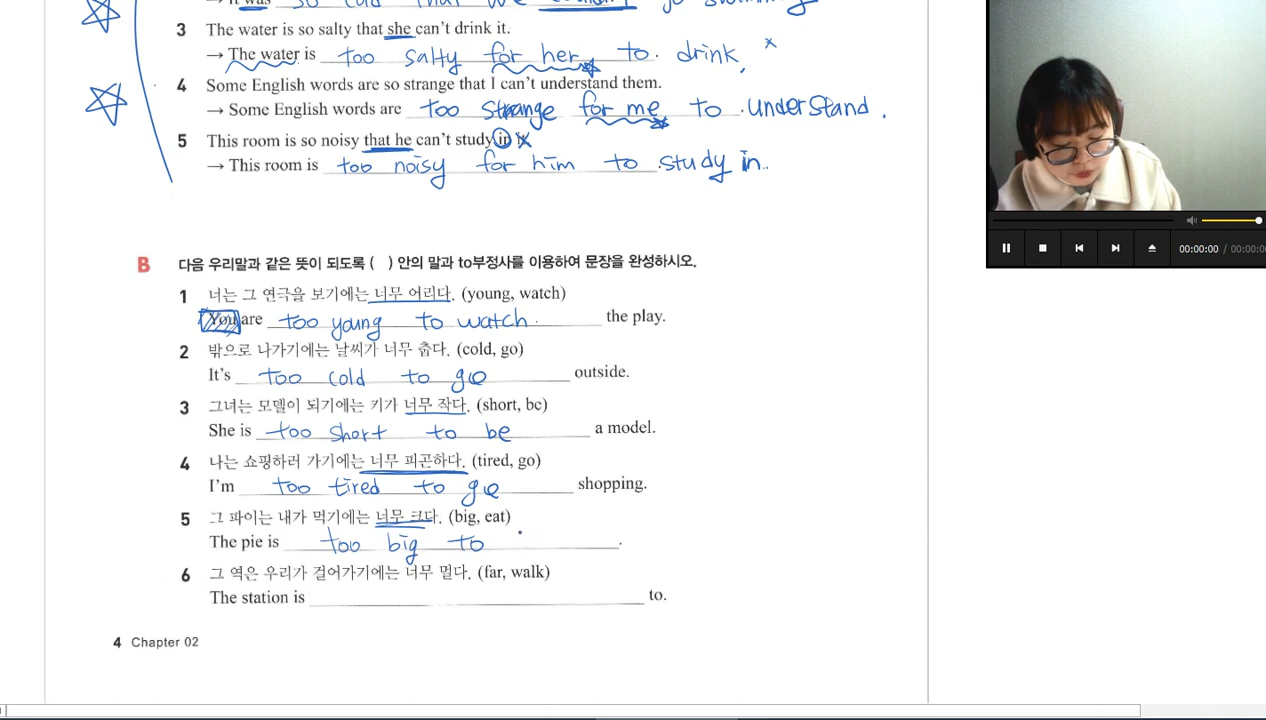 → It was so cold that we couldn't go swimming
3 The water is so salty that she can't drink it.
→ The water is too salty for her to drink.
4 Some English words are so strange that I can't understand them.
→ Some English words are too strange for me to understand.
5 This room is so noisy that he can't study in it.
→ This room is too noisy for him to study in.
B 다음 우리말과 같은 뜻이 되도록 ( ) 안의 말과 to부정사를 이용하여 문장을 완성하시오.
1 너는 그 연극을 보기에는 너무 어리다. (young, watch)
You are too young to watch the play.
2 밖으로 나가기에는 날씨가 너무 춥다. (cold, go)
It's too cold to go outside.
3 그녀는 모델이 되기에는 키가 너무 작다. (short, be)
She is too short to be a model.
4 나는 쇼핑하러 가기에는 너무 피곤하다. (tired, go)
I'm too tired to go shopping.
5 그 파이는 내가 먹기에는 너무 크다. (big, eat)
The pie is too big to .
6 그 역은 우리가 걸어가기에는 너무 멀다. (far, walk)
The station is to.
4 Chapter 02
00:00:00 / 00:00:0